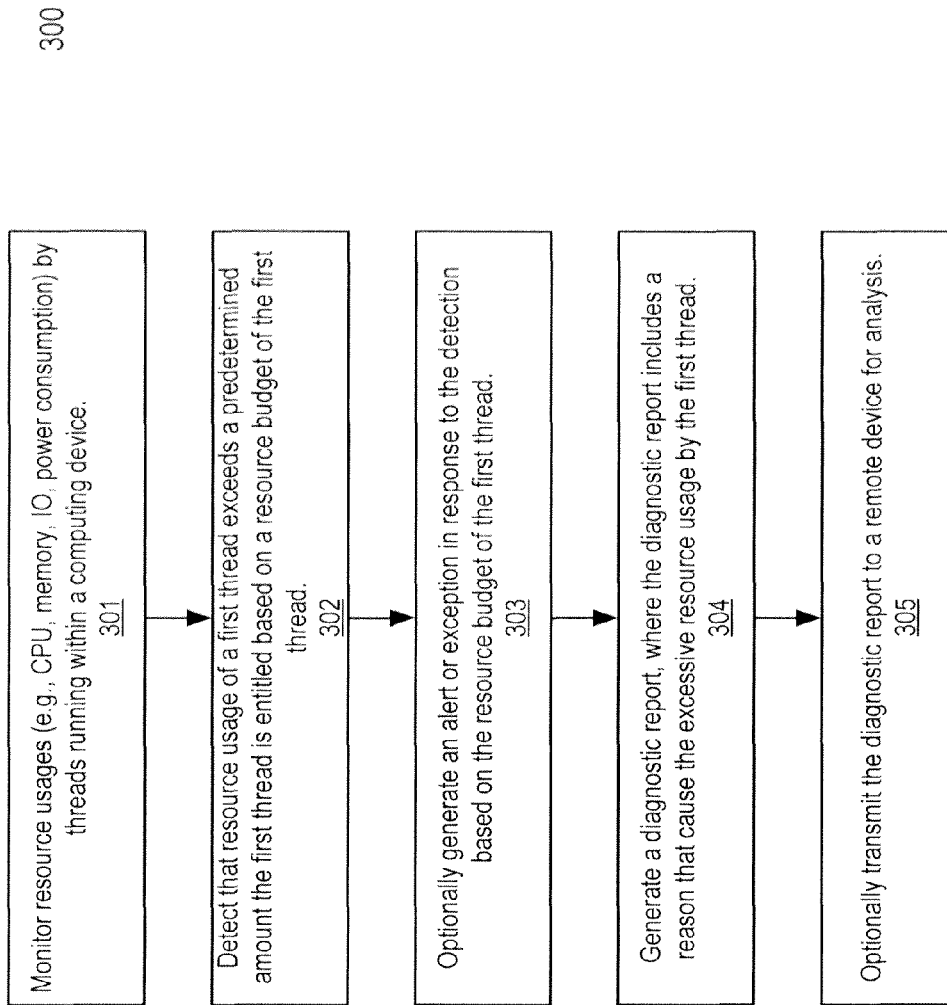 300
Monitor resource usages (e.g., CPU, memory, IO, power consumption) by
threads running within a computing device.
301
Detect that resource usage of a first thread exceeds a predetermined
amount the first thread is entitled based on a resource budget of the first
thread.
302
Optionally generate an alert or exception in response to the detection
based on the resource budget of the first thread.
303
Generate a diagnostic report, where the diagnostic report includes a
reason that cause the excessive resource usage by the first thread.
304
Optionally transmit the diagnostic report to a remote device for analysis.
305